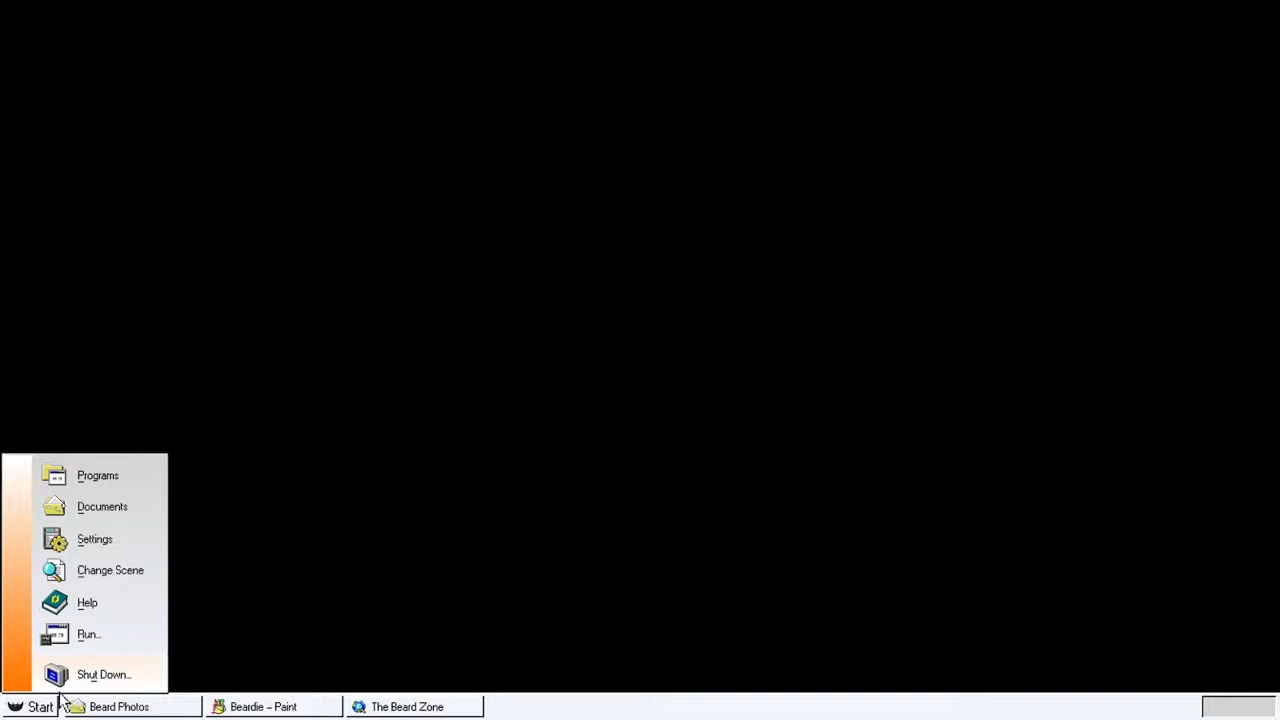 Programs
Documents
Settings
Change Scene
Help
Run...
Shut Down...
Start
Beard Photos
Beardie - Paint
The Beard Zone